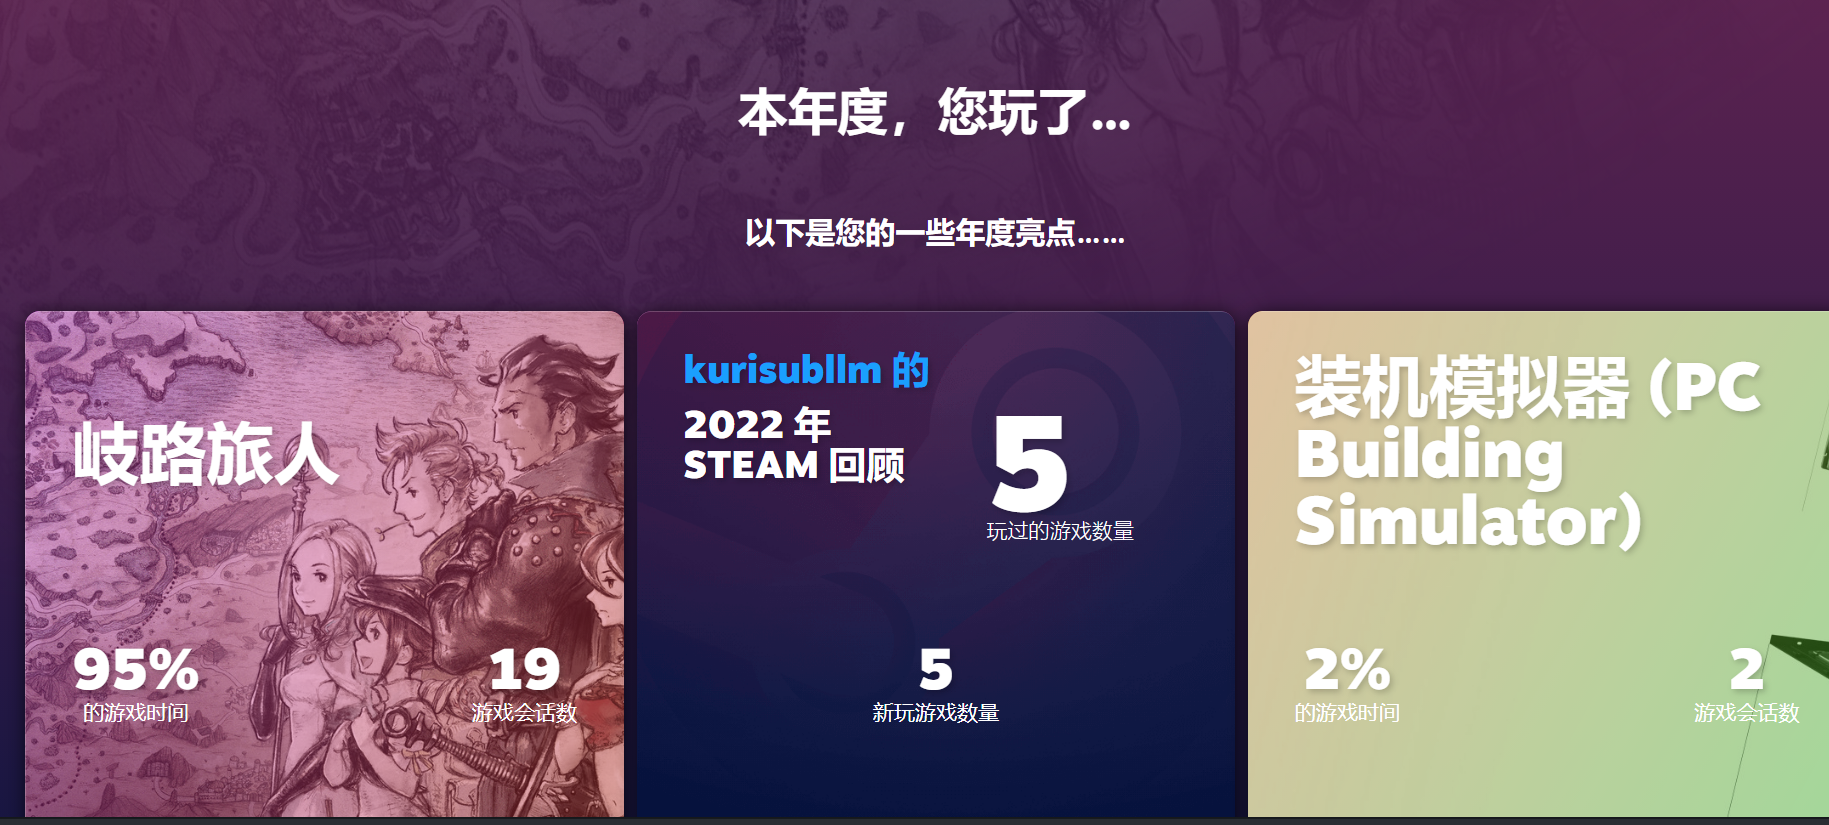 本年度，您玩了...
以下是您的一些年度亮点……
岐路旅人
95%
的游戏时间
19
游戏会话数
kurisubllm 的
2022 年
STEAM 回顾
5
玩过的游戏数量
5
新玩游戏数量
装机模拟器 (PC
Building
Simulator)
2%
的游戏时间
2
游戏会话数